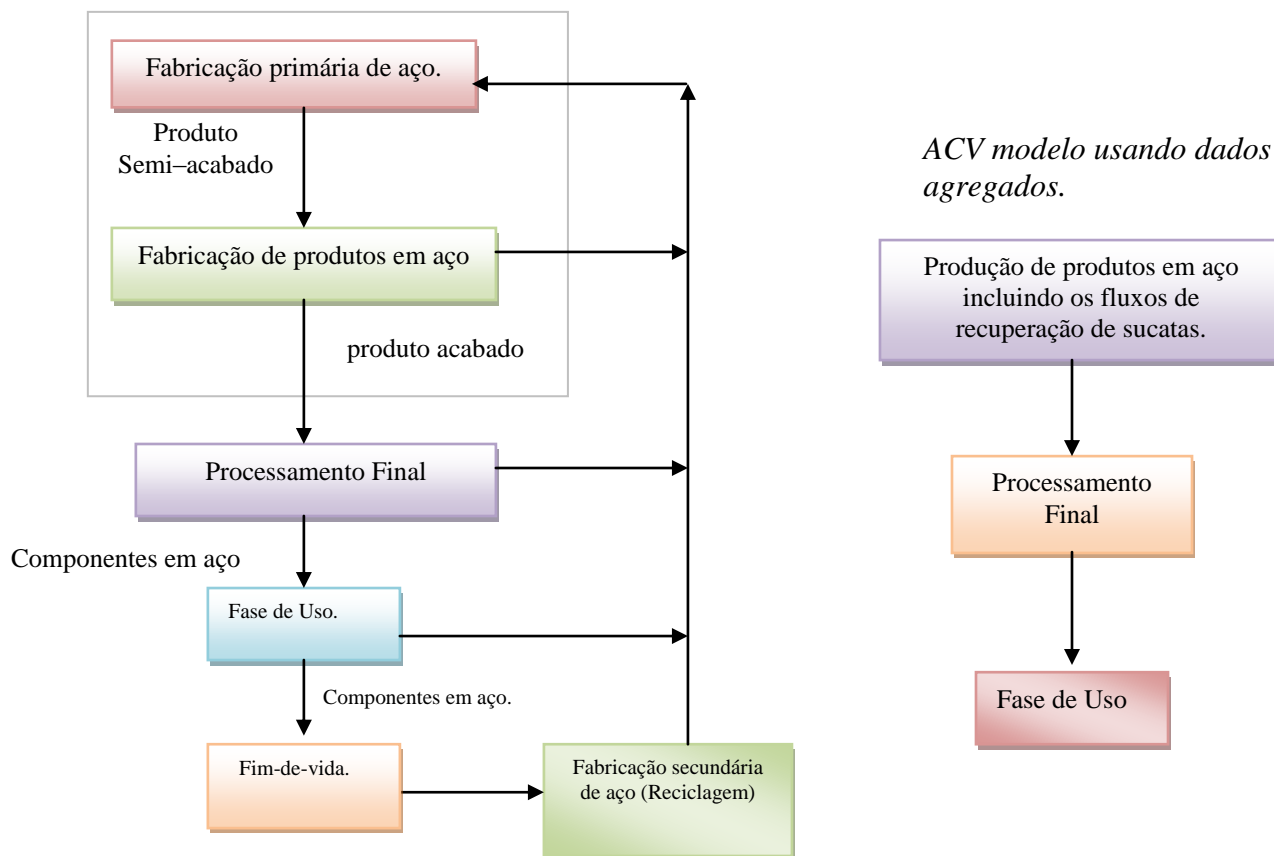 Fabricação primária de aço.
Produto
Semi–acabado
Fabricação de produtos em aço
produto acabado
Processamento Final
Componentes em aço
Fase de Uso.
Componentes em aço.
Fim-de-vida.
Fabricação secundária
de aço (Reciclagem)
ACV modelo usando dados
agregados.
Produção de produtos em aço
incluindo os fluxos de
recuperação de sucatas.
Processamento
Final
Fase de Uso